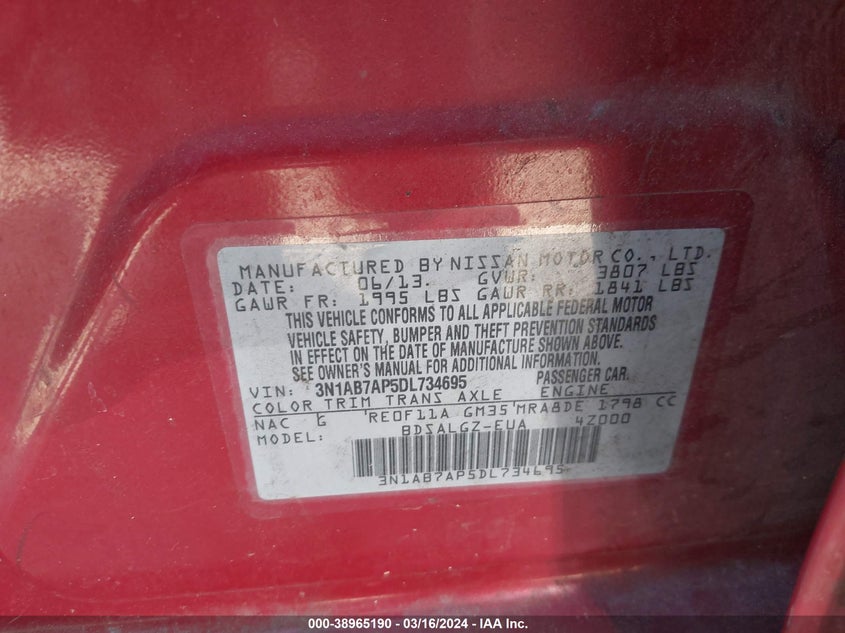 MANUFACTURED BY NISSAN MOTOR CO., LTD.
DATE: 06/13. GVWR: 3807 LBS
GAWR FR: 1995 LBS GAWR RR: 1841 LBS
THIS VEHICLE CONFORMS TO ALL APPLICABLE FEDERAL MOTOR
VEHICLE SAFETY, BUMPER AND THEFT PREVENTION STANDARDS
IN EFFECT ON THE DATE OF MANUFACTURE SHOWN ABOVE.
SEE OWNER'S MANUAL FOR ADDITIONAL INFORMATION.
VIN: 3N1AB7AP5DL734695 PASSENGER CAR.
COLOR TRIM TRANS AXLE ENGINE
NAC G RE0F11A GM35 MRA8DE 1798 CC
MODEL: BDSALGZ-EUA 4Z000
3N1AB7AP5DL734695
000-38965190 - 03/16/2024 - IAA Inc.